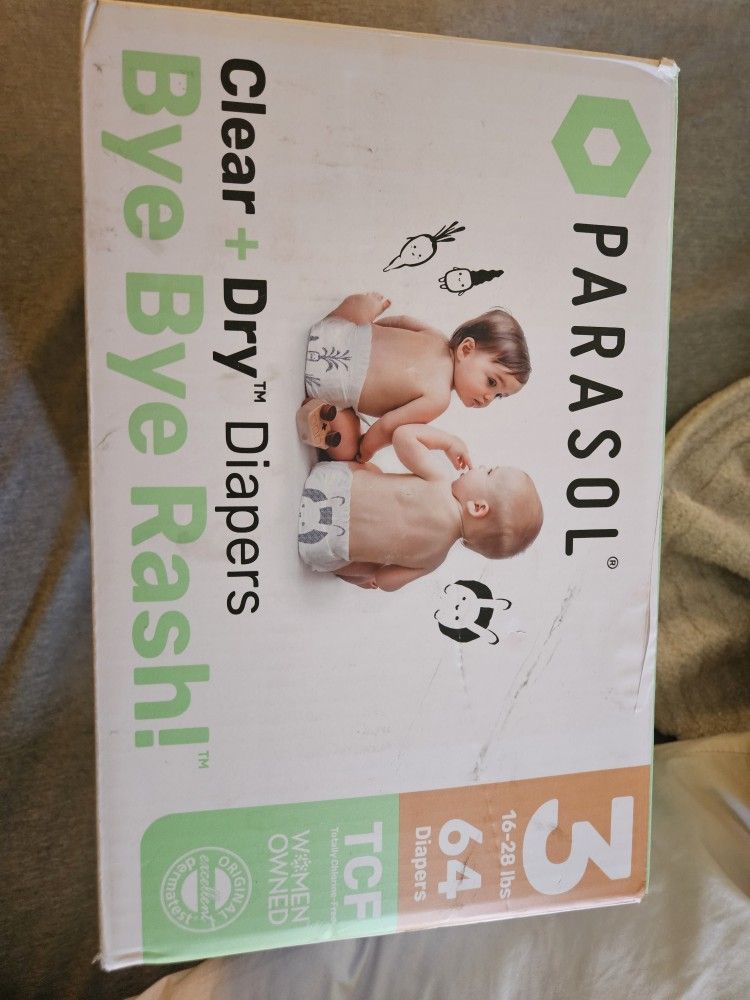 PARASOL®
Clear + Dry™ Diapers
Bye Bye Rash!™
3
16-28 lbs
64
Diapers
TCF
Totally Chlorine-Free
WOMEN
OWNED
ORIGINAL
excellent
dermatest